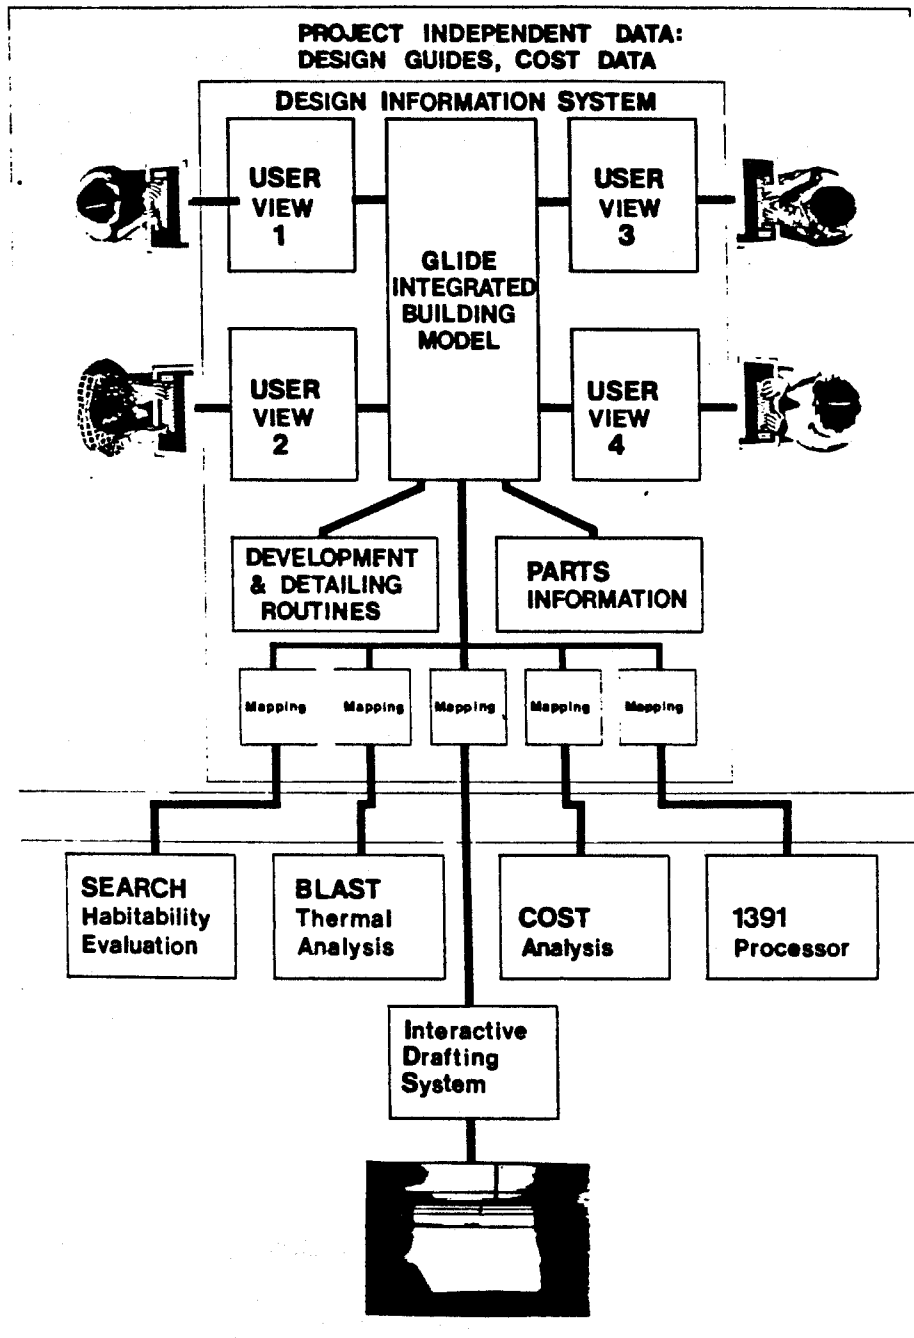 PROJECT INDEPENDENT DATA:
DESIGN GUIDES, COST DATA
DESIGN INFORMATION SYSTEM
USER
VIEW
1
USER
VIEW
3
GLIDE
INTEGRATED
BUILDING
MODEL
USER
VIEW
2
USER
VIEW
4
DEVELOPMENT
& DETAILING
ROUTINES
PARTS
INFORMATION
Mapping
Mapping
Mapping
Mapping
Mapping
SEARCH
Habitability
Evaluation
BLAST
Thermal
Analysis
COST
Analysis
1391
Processor
Interactive
Drafting
System